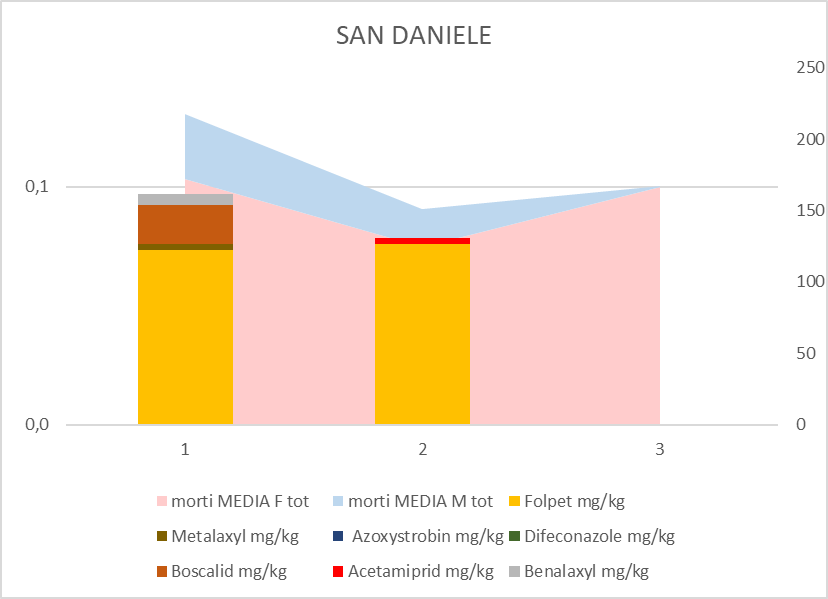 SAN DANIELE
250
200
0,1
150
100
50
0,0
0
1 2 3
morti MEDIA F tot morti MEDIA M tot Folpet mg/kg
Metalaxyl mg/kg Azoxystrobin mg/kg Difeconazole mg/kg
Boscalid mg/kg Acetamiprid mg/kg Benalaxyl mg/kg